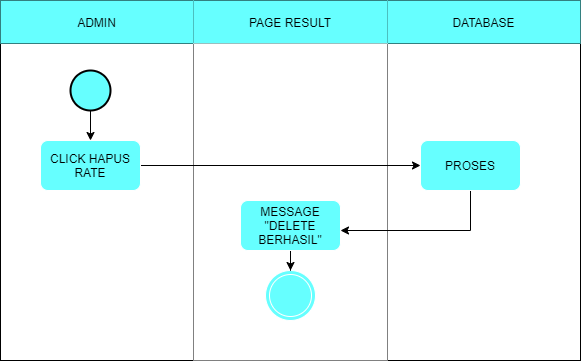 ADMIN
PAGE RESULT
DATABASE
CLICK HAPUS
RATE
PROSES
MESSAGE
"DELETE
BERHASIL"